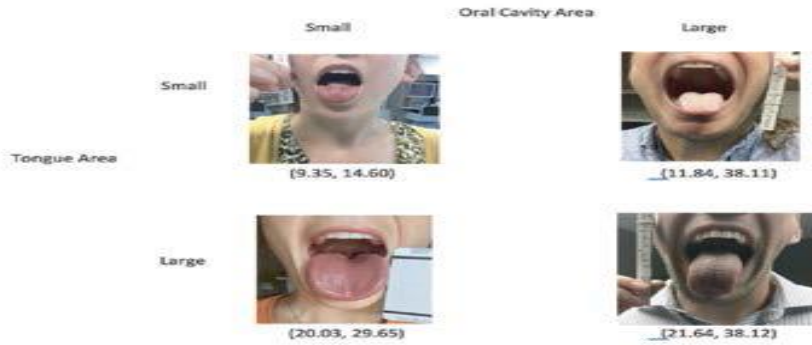 Oral Cavity Area
Small Large
Small
Tongue Area
(9.35, 14.60) (11.84, 38.11)
Large
(20.03, 29.65) (21.64, 38.12)